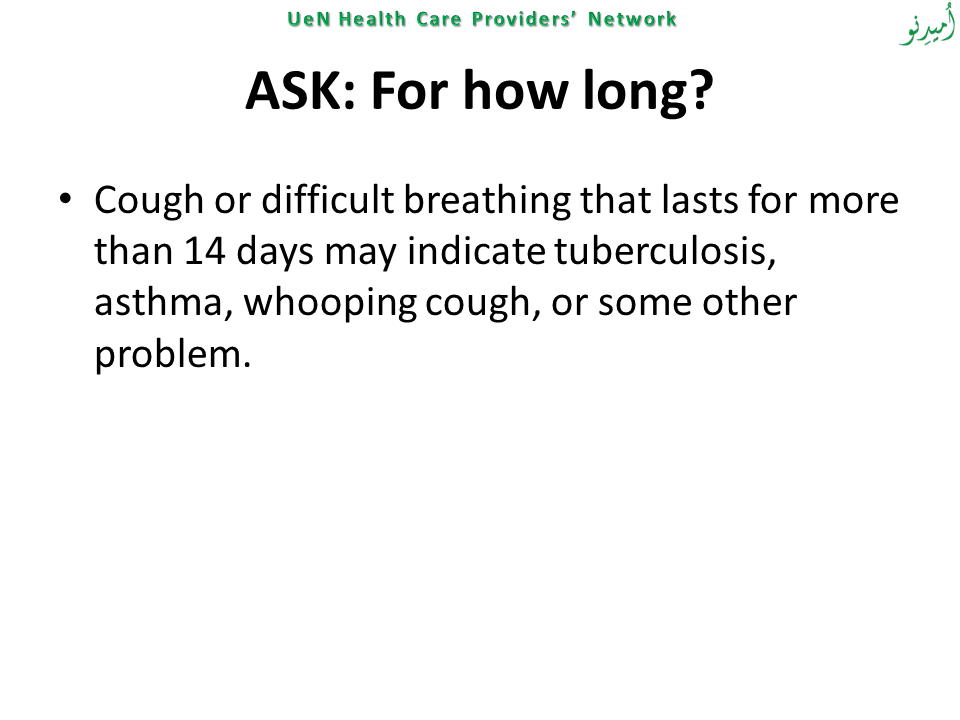 UeN Health Care Providers’ Network
اُمیدِنو
ASK: For how long?
• Cough or difficult breathing that lasts for more
than 14 days may indicate tuberculosis,
asthma, whooping cough, or some other
problem.